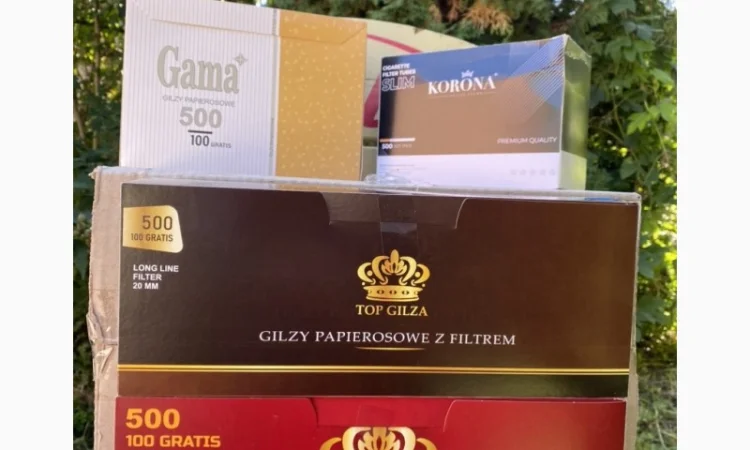 Gama
GILZY PAPIEROSOWE
500
100 GRATIS
CIGARETTE
FILTER TUBES
SLIM
KORONA
500
PREMIUM QUALITY
500
100 GRATIS
LONG LINE
FILTER
20 MM
TOP GILZA
GILZY PAPIEROSOWE Z FILTREM
500
100 GRATIS